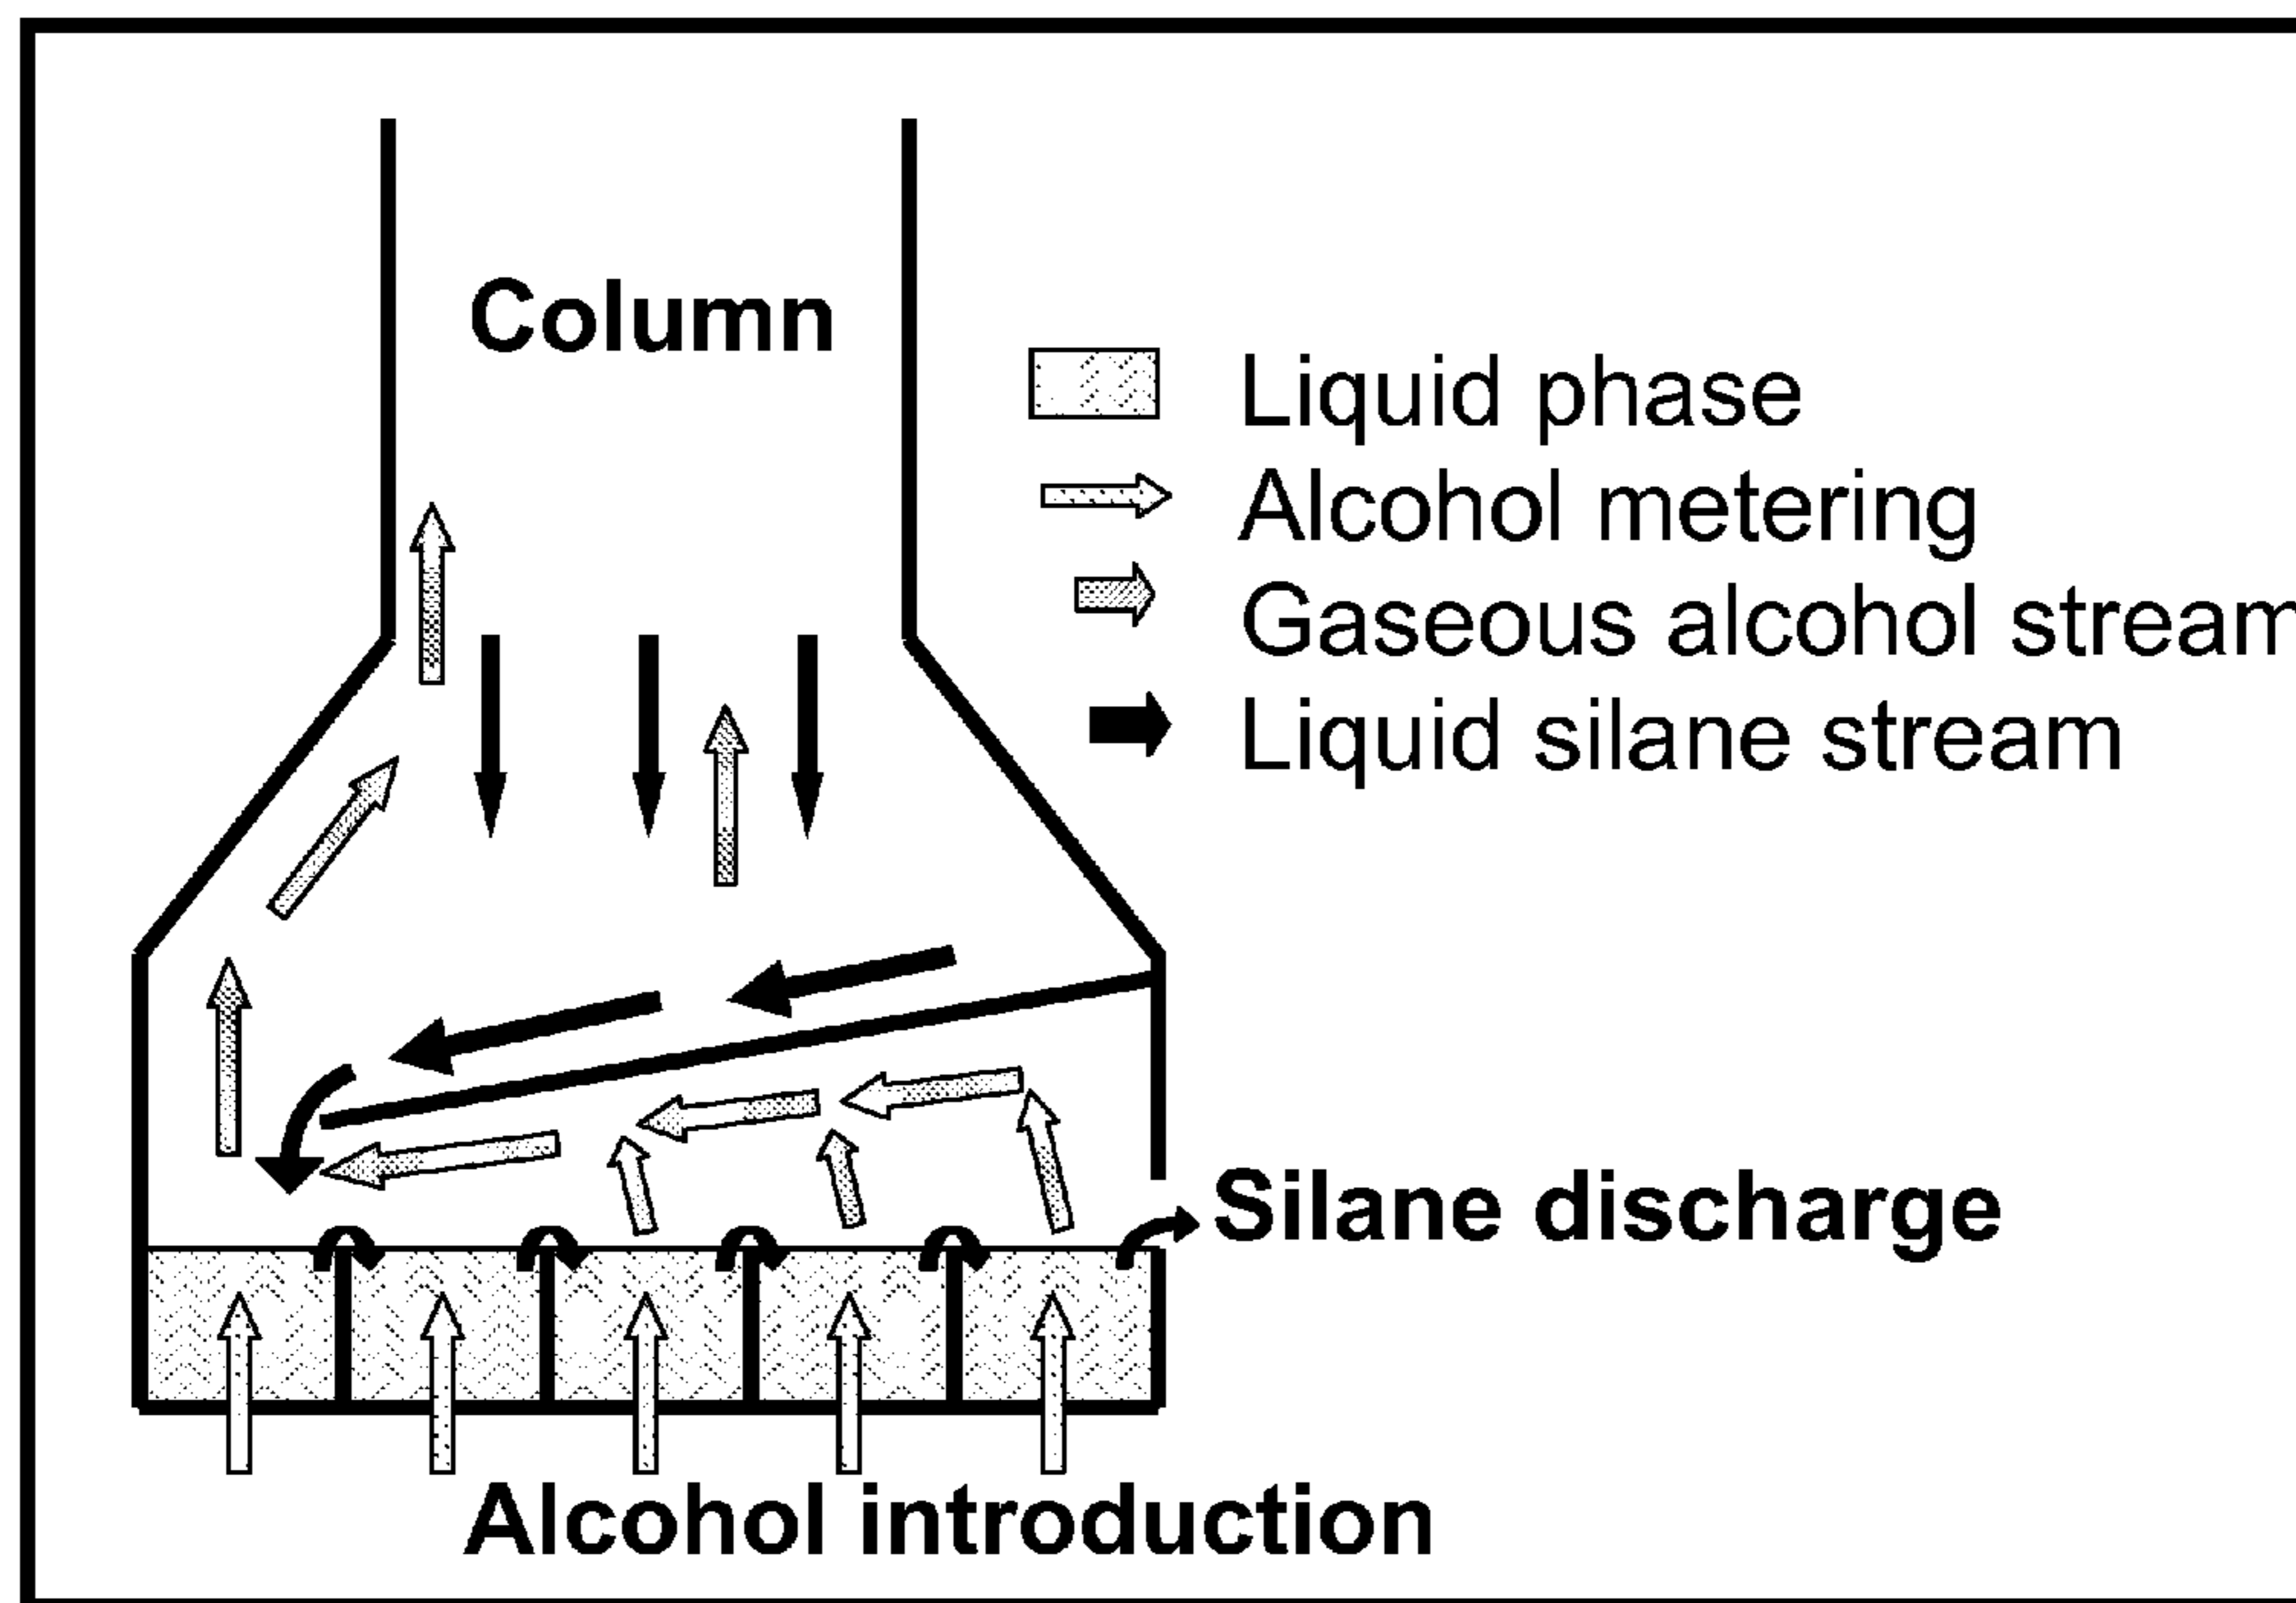 Column
Liquid phase
Alcohol metering
Gaseous alcohol stream
Liquid silane stream
Silane discharge
Alcohol introduction